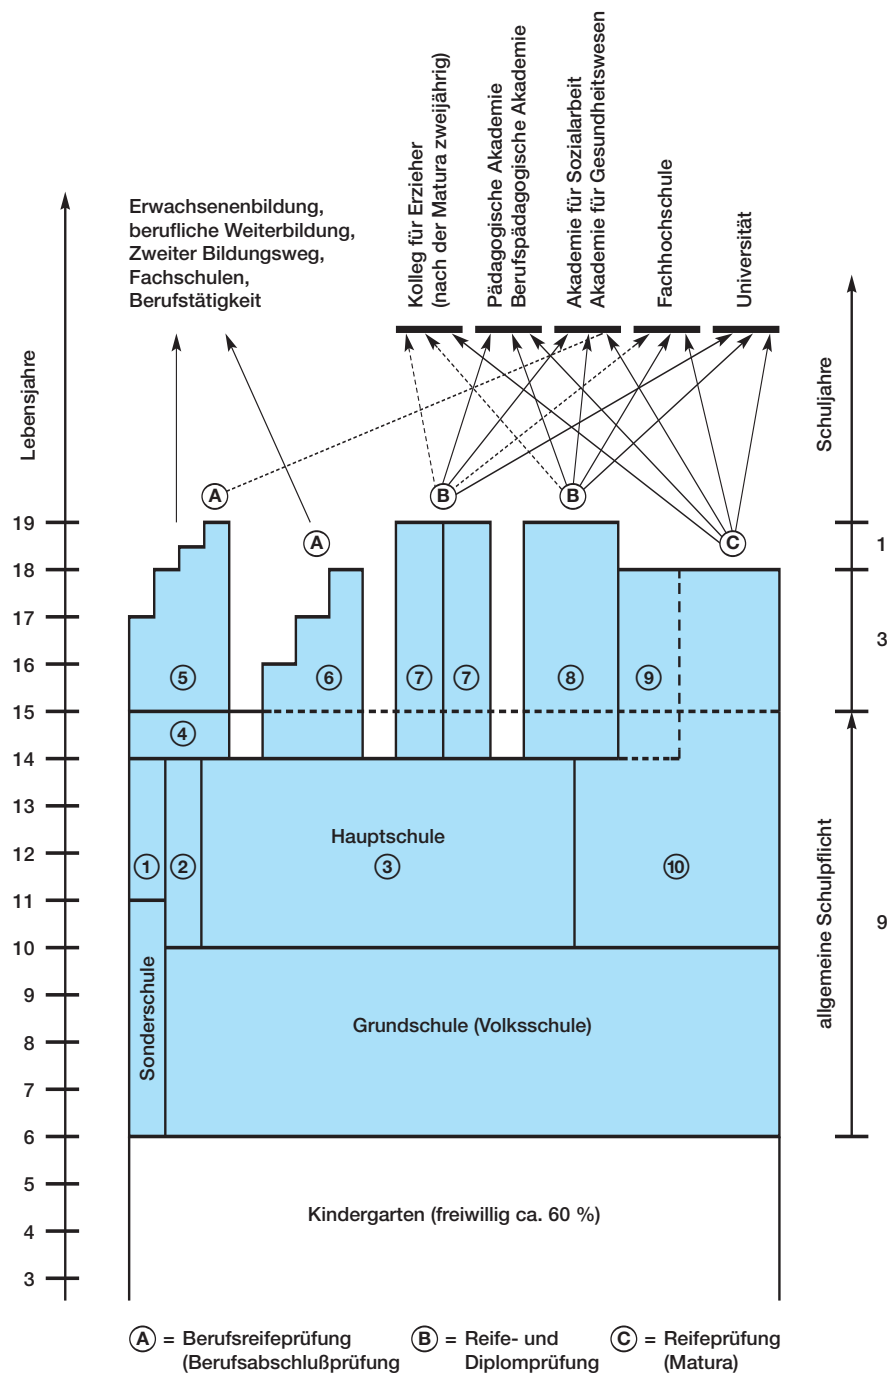 Kolleg für Erzieher
(nach der Matura zweijährig)
Pädagogische Akademie
Berufspädagogische Akademie
Akademie für Sozialarbeit
Akademie für Gesundheitswesen
Fachhochschule
Universität
Erwachsenenbildung,
berufliche Weiterbildung,
Zweiter Bildungsweg,
Fachschulen,
Berufstätigkeit
Lebensjahre
Schuljahre
A
B
B
19
A
C
1
18
17
3
16
5
6
7
7
8
9
15
4
14
13
Hauptschule
12
1
2
3
10
allgemeine Schulpflicht
11
10
9
9
Sonderschule
Grundschule (Volksschule)
8
7
6
5
Kindergarten (freiwillig ca. 60 %)
4
3
A = Berufsreifeprüfung
(Berufsabschlußprüfung
B = Reife- und
Diplomprüfung
C = Reifeprüfung
(Matura)